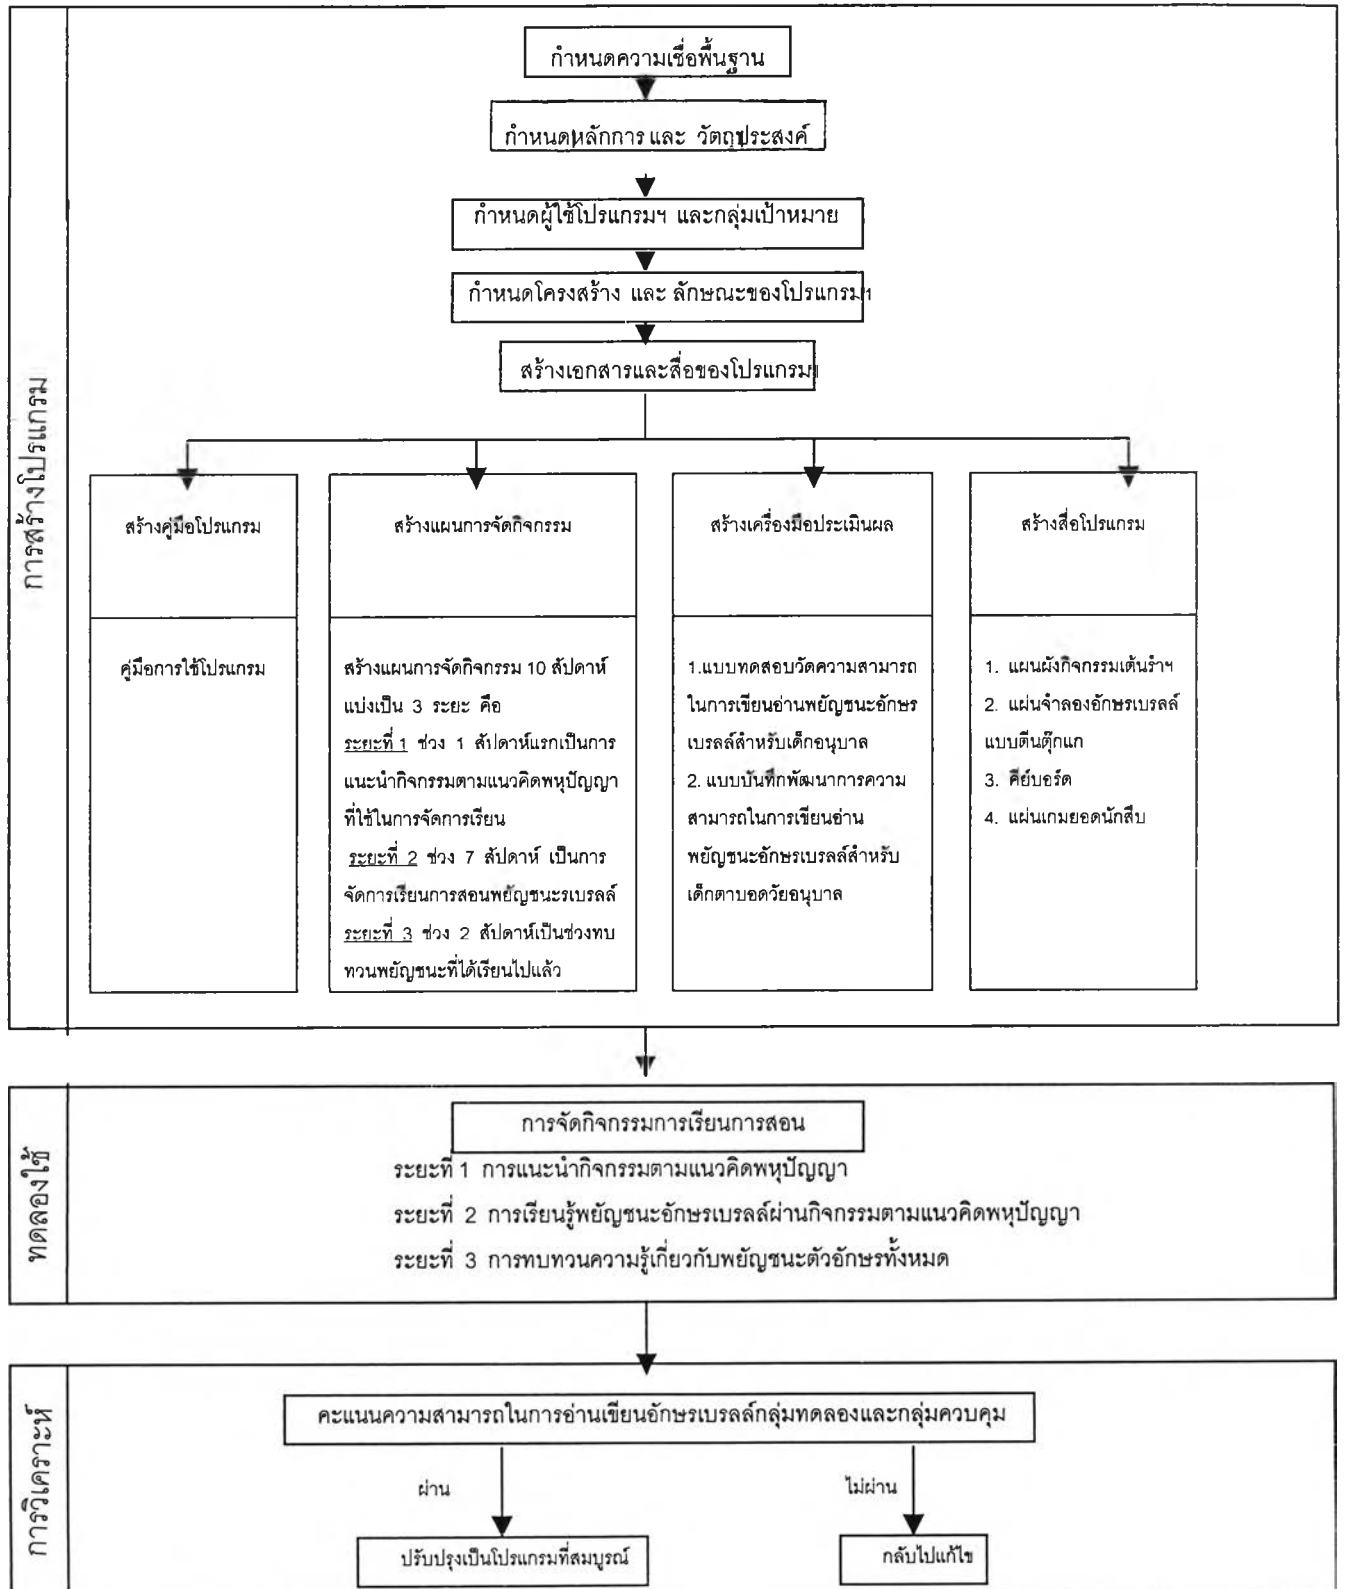 การสร้างโปรแกรม
กำหนดความเชื่อพื้นฐาน
กำหนดหลักการ และ วัตถุประสงค์
กำหนดผู้ใช้โปรแกรมฯ และกลุ่มเป้าหมาย
กำหนดโครงสร้าง และ ลักษณะของโปรแกรมฯ
สร้างเอกสารและสื่อของโปรแกรมฯ
สร้างคู่มือโปรแกรม
คู่มือการใช้โปรแกรม
สร้างแผนการจัดกิจกรรม
สร้างแผนการจัดกิจกรรม 10 สัปดาห์
แบ่งเป็น 3 ระยะ คือ
ระยะที่ 1 ช่วง 1 สัปดาห์แรกเป็นการ
แนะนำกิจกรรมตามแนวคิดพหุปัญญา
ที่ใช้ในการจัดการเรียน
ระยะที่ 2 ช่วง 7 สัปดาห์ เป็นการ
จัดการเรียนการสอนพยัญชนะรเบรลล์
ระยะที่ 3 ช่วง 2 สัปดาห์เป็นช่วงทบ
ทวนพยัญชนะที่ได้เรียนไปแล้ว
สร้างเครื่องมือประเมินผล
1.แบบทดสอบวัดความสามารถ
ในการเขียนอ่านพยัญชนะอักษร
เบรลล์สำหรับเด็กอนุบาล
2. แบบบันทึกพัฒนาการความ
สามารถในการเขียนอ่าน
พยัญชนะอักษรเบรลล์สำหรับ
เด็กตาบอดวัยอนุบาล
สร้างสื่อโปรแกรม
1. แผนผังกิจกรรมเต้นรำฯ
2. แผ่นจำลองอักษรเบรลล์
แบบตีนตุ๊กแก
3. คีย์บอร์ด
4. แผ่นเกมยอดนักสืบ
ทดลองใช้
การจัดกิจกรรมการเรียนการสอน
ระยะที่ 1 การแนะนำกิจกรรมตามแนวคิดพหุปัญญา
ระยะที่ 2 การเรียนรู้พยัญชนะอักษรเบรลล์ผ่านกิจกรรมตามแนวคิดพหุปัญญา
ระยะที่ 3 การทบทวนความรู้เกี่ยวกับพยัญชนะตัวอักษรทั้งหมด
การวิเคราะห์
คะแนนความสามารถในการอ่านเขียนอักษรเบรลล์กลุ่มทดลองและกลุ่มควบคุม
ผ่าน
ไม่ผ่าน
ปรับปรุงเป็นโปรแกรมที่สมบูรณ์
กลับไปแก้ไข